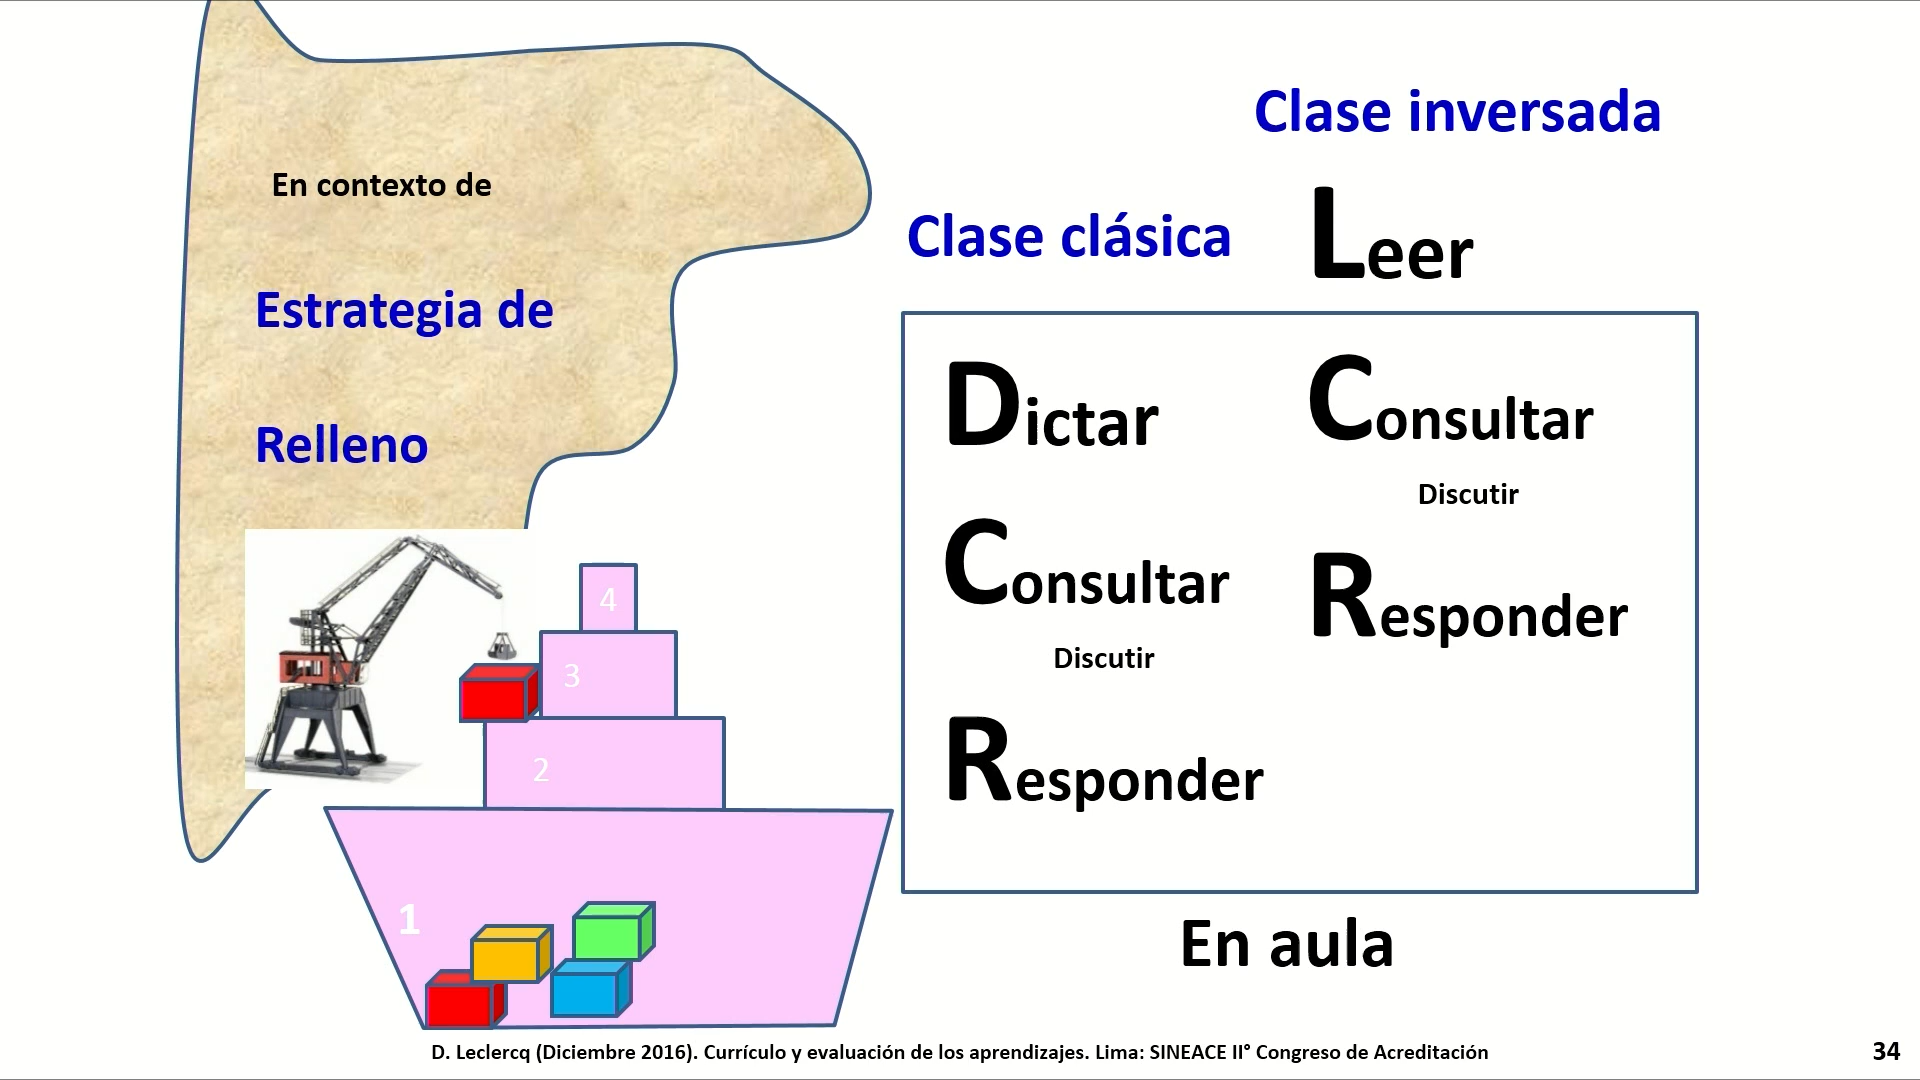 En contexto de
Estrategia de
Relleno
4
3
2
1
Clase inversada
Clase clásica
Leer
Dictar
Consultar
Discutir
Responder
Consultar
Discutir
Responder
En aula
D. Leclercq (Diciembre 2016). Currículo y evaluación de los aprendizajes. Lima: SINEACE II° Congreso de Acreditación
34